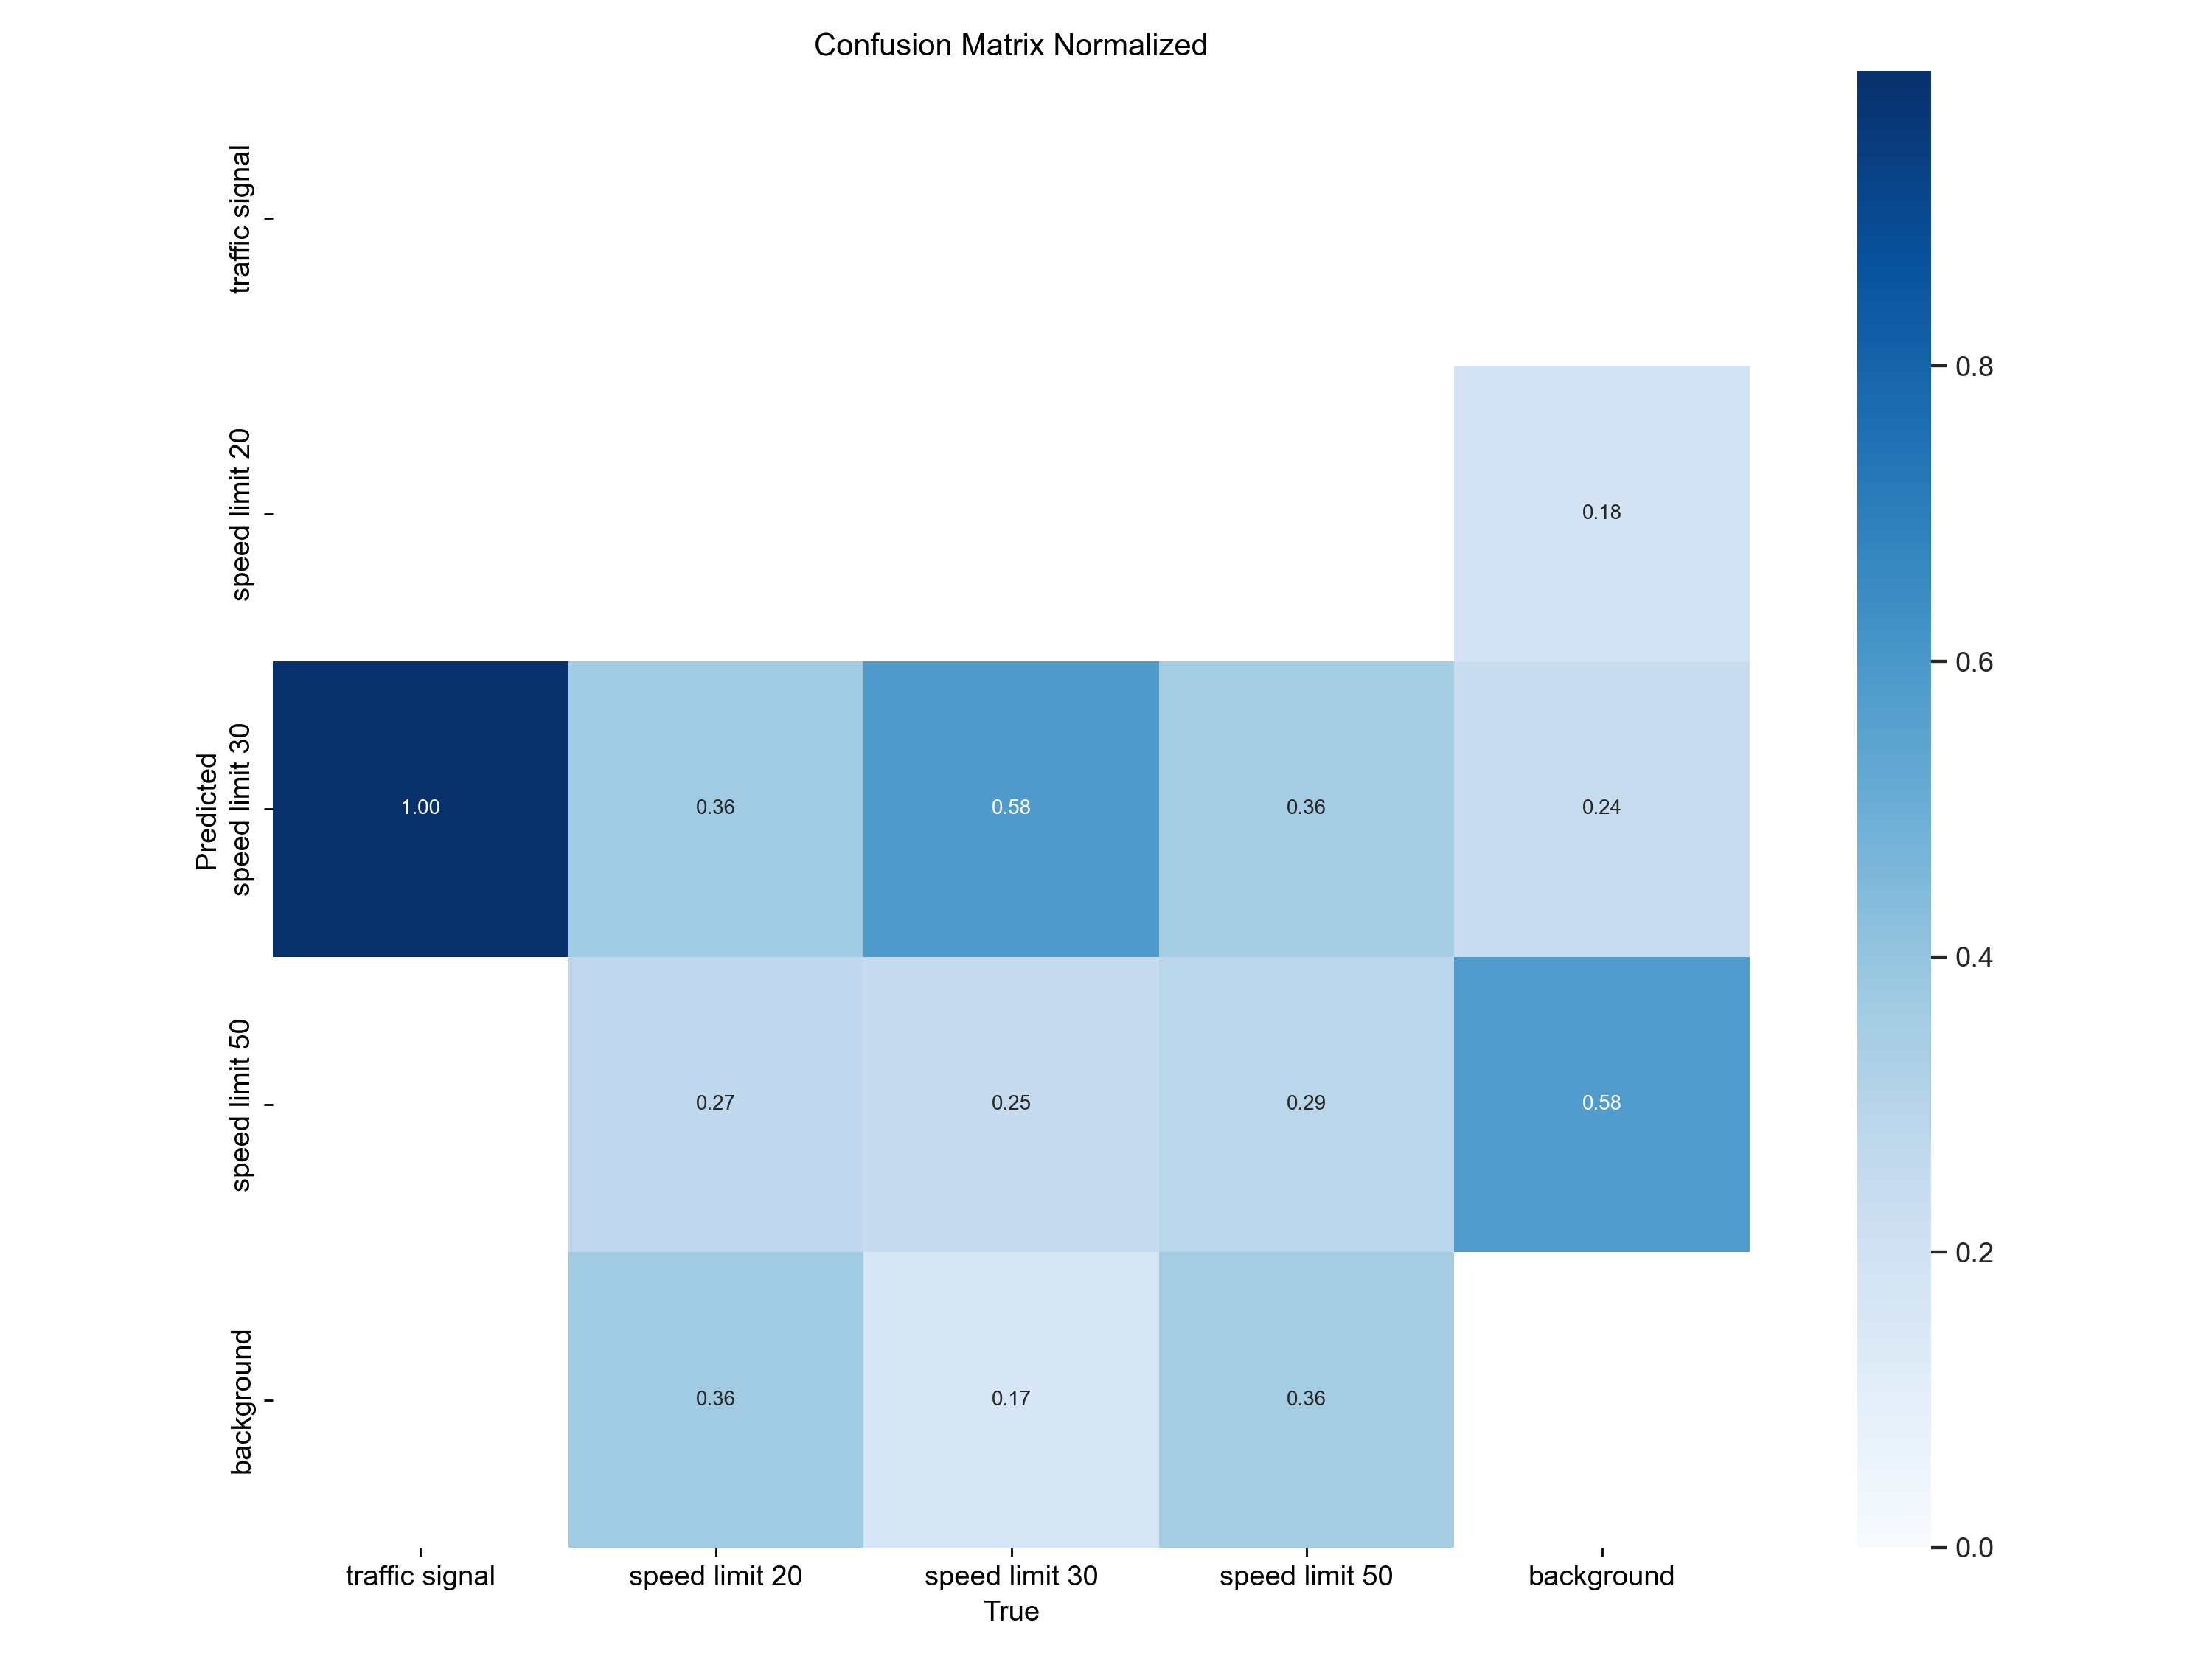 Confusion Matrix Normalized
traffic signal
speed limit 20
speed limit 30
speed limit 50
background
Predicted
0.18
1.00 0.36 0.58 0.36 0.24
0.27 0.25 0.29 0.58
0.36 0.17 0.36
traffic signal speed limit 20 speed limit 30 speed limit 50 background
True
0.8
0.6
0.4
0.2
0.0